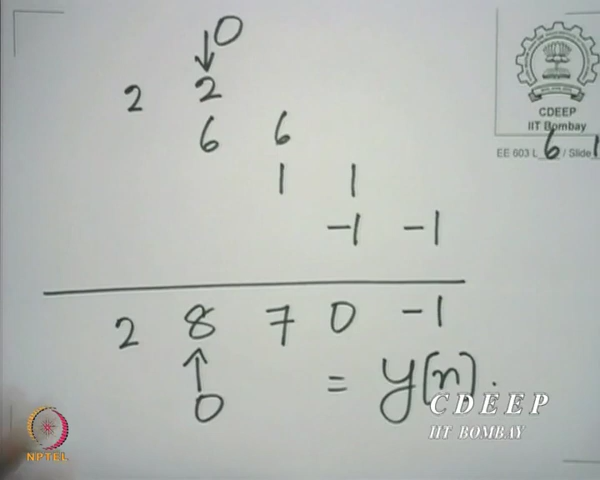 0
↓
2 2
6 6
1 1
-1 -1
2 8 7 0 -1
↑
0 = y[n].
CDEEP
IIT Bombay
EE 603 L 6 / Slide 1
CDEEP
IIT BOMBAY
NPTEL